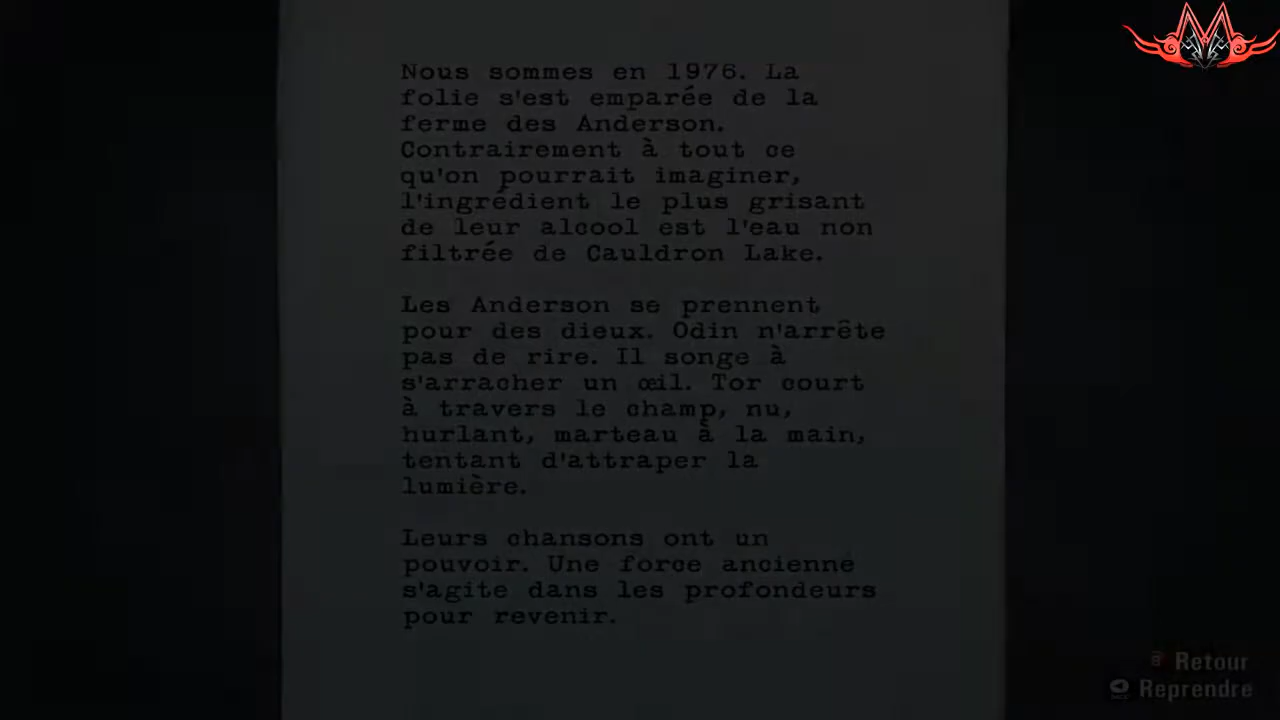 Nous sommes en 1976. La
folie s'est emparée de la
ferme des Anderson.
Contrairement à tout ce
qu'on pourrait imaginer,
l'ingrédient le plus grisant
de leur alcool est l'eau non
filtrée de Cauldron Lake.
Les Anderson se prennent
pour des dieux. Odin n'arrête
pas de rire. Il songe à
s'arracher un œil. Tor court
à travers le champ, nu,
hurlant, marteau à la main,
tentant d'attraper la
lumière.
Leurs chansons ont un
pouvoir. Une force ancienne
s'agite dans les profondeurs
pour revenir.
Retour
Reprendre